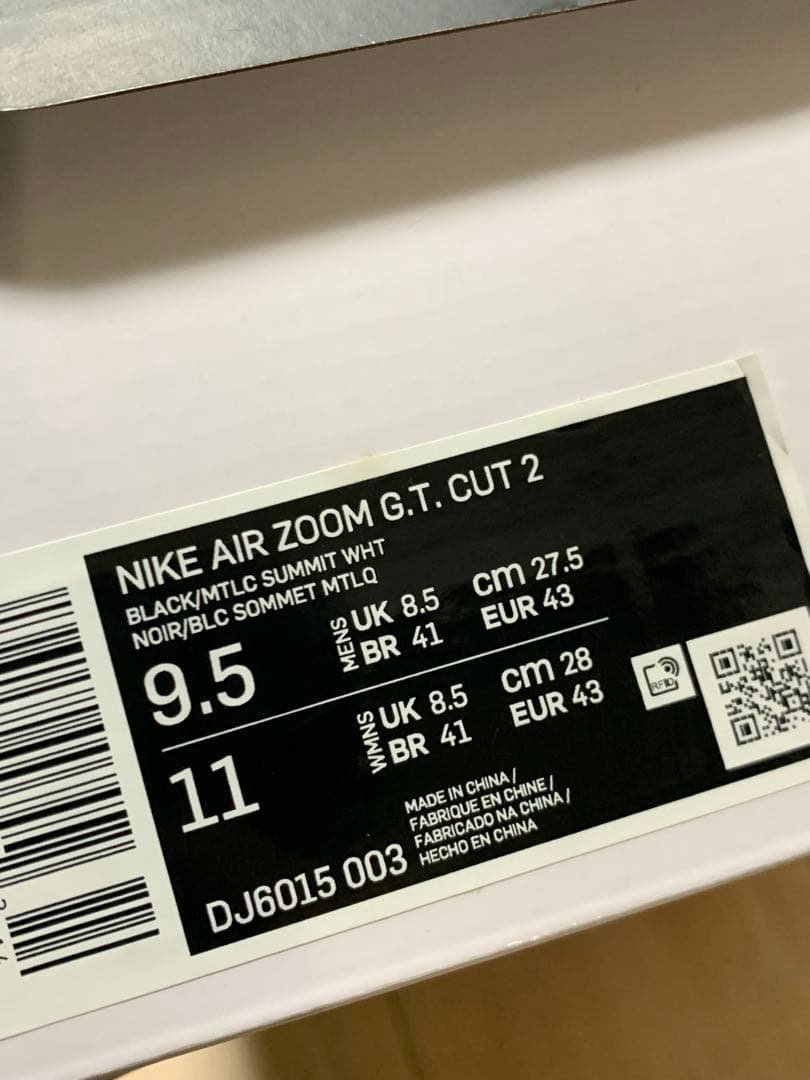 NIKE AIR ZOOM G.T. CUT 2
BLACK/MTLC SUMMIT WHT
NOIR/BLC SOMMET MTLQ
9.5
MENS
UK 8.5 cm 27.5
BR 41 EUR 43
11
WMNS
UK 8.5 cm 28
BR 41 EUR 43
RFID
MADE IN CHINA/
FABRIQUE EN CHINE/
FABRICADO NA CHINA/
HECHO EN CHINA
DJ6015 003